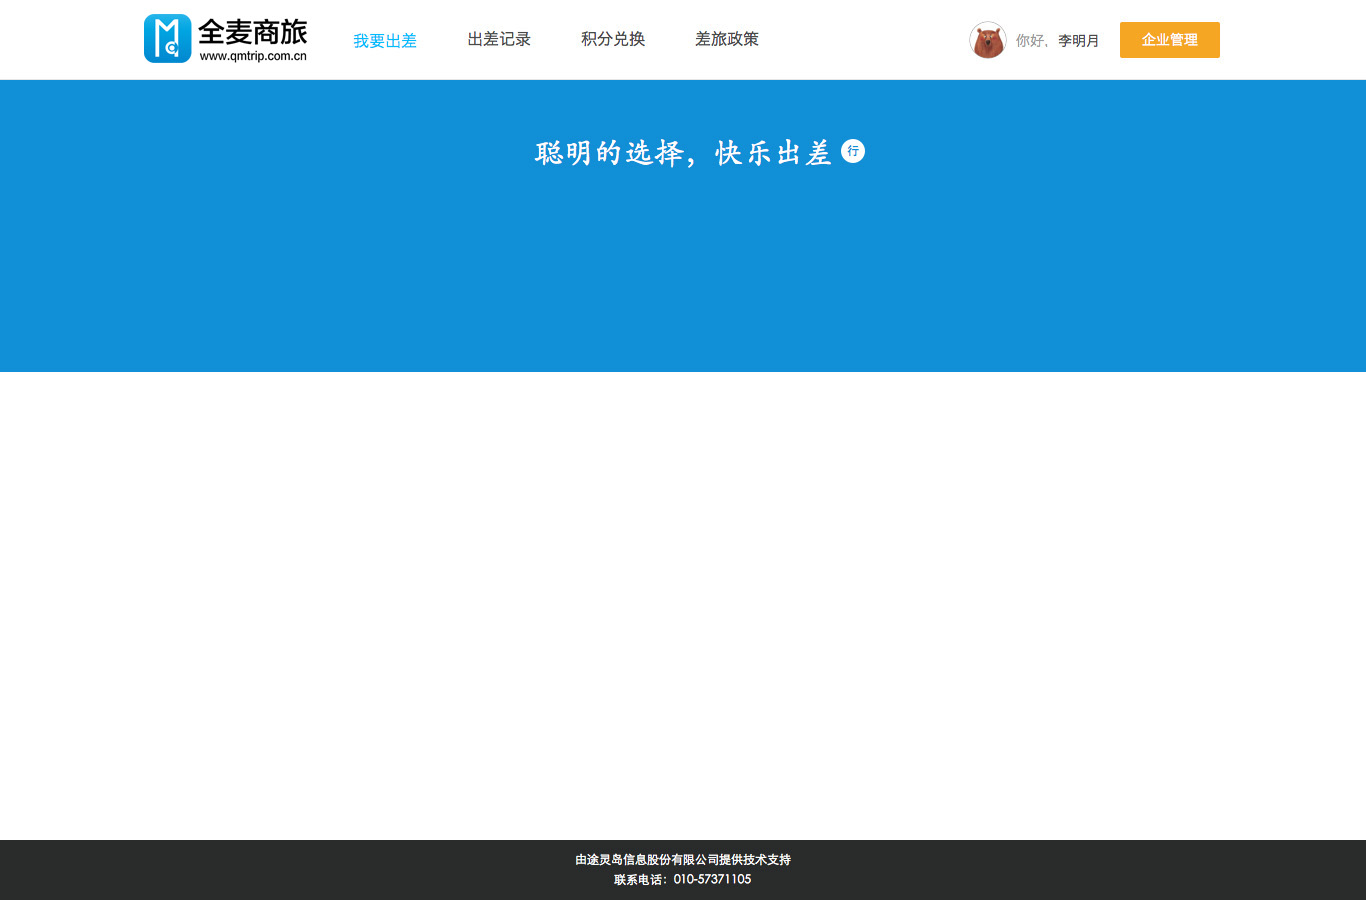 全麦商旅
www.qmtrip.com.cn
我要出差
出差记录
积分兑换
差旅政策
你好，李明月
企业管理
聪明的选择，快乐出差 行
由途灵岛信息股份有限公司提供技术支持
联系电话：010-57371105